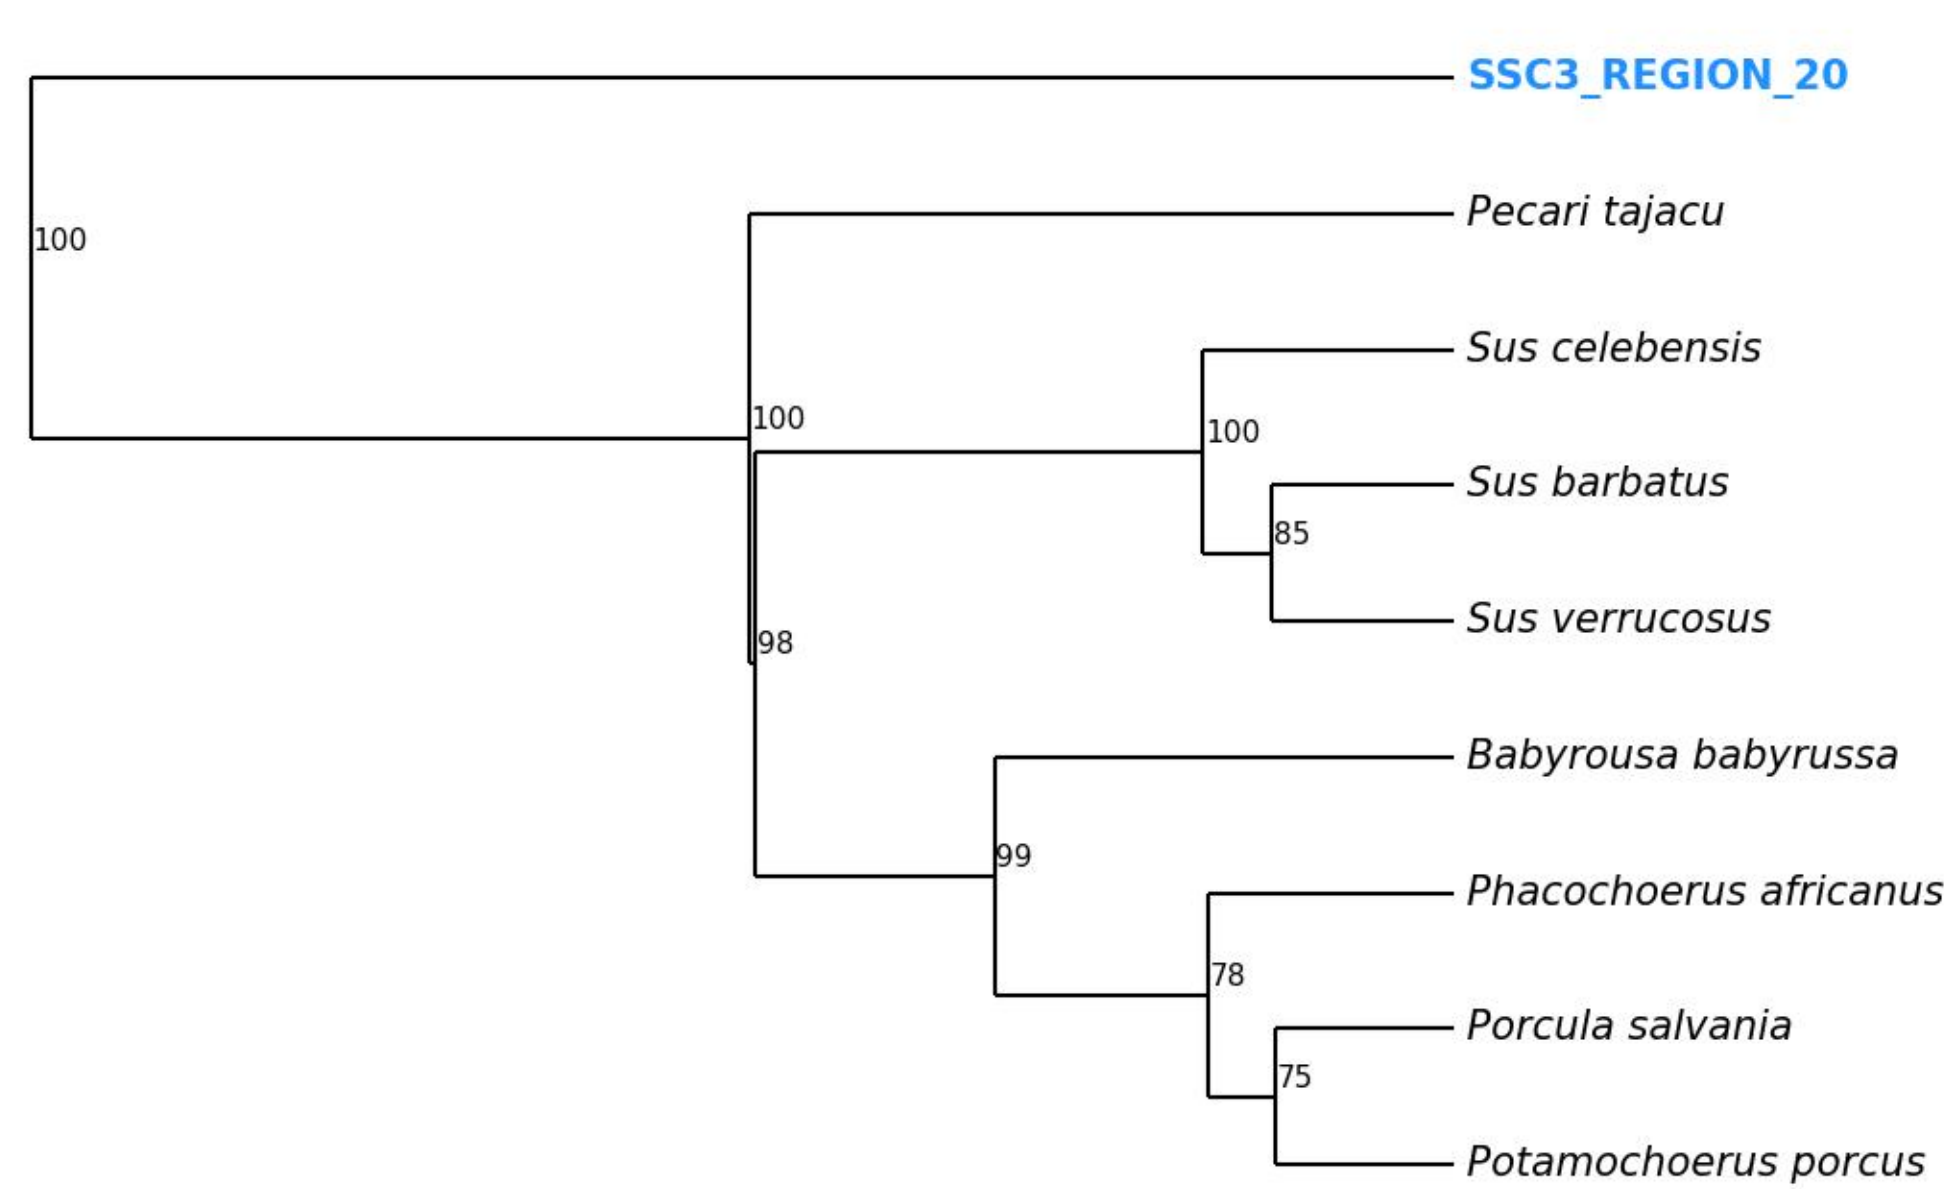 SSC3_REGION_20
Pecari tajacu
100
Sus celebensis
100
100
Sus barbatus
85
Sus verrucosus
98
Babyrousa babyrussa
99
Phacochoerus africanus
78
Porcula salvania
75
Potamochoerus porcus